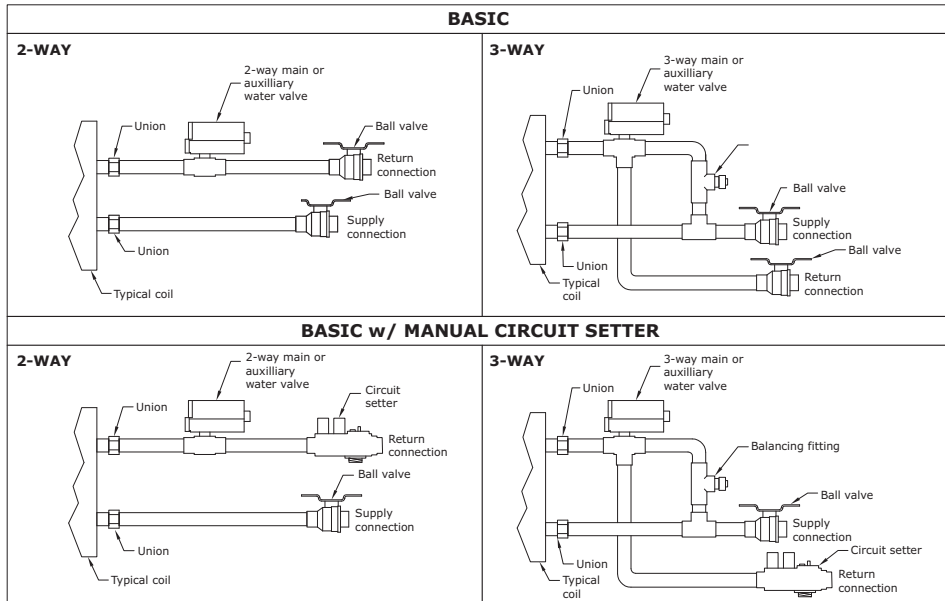 BASIC
2-WAY
2-way main or
auxilliary
water valve
Union
Ball valve
Return
connection
Ball valve
Supply
connection
Union
Typical coil
3-WAY
3-way main or
auxilliary
water valve
Union
Ball valve
Supply
connection
Ball valve
Union
Typical
coil
Return
connection
BASIC w/ MANUAL CIRCUIT SETTER
2-WAY
2-way main or
auxilliary
water valve
Circuit
setter
Union
Return
connection
Ball valve
Supply
connection
Union
Typical coil
3-WAY
3-way main or
auxilliary
water valve
Union
Balancing fitting
Ball valve
Supply
connection
Circuit setter
Union
Typical
coil
Return
connection